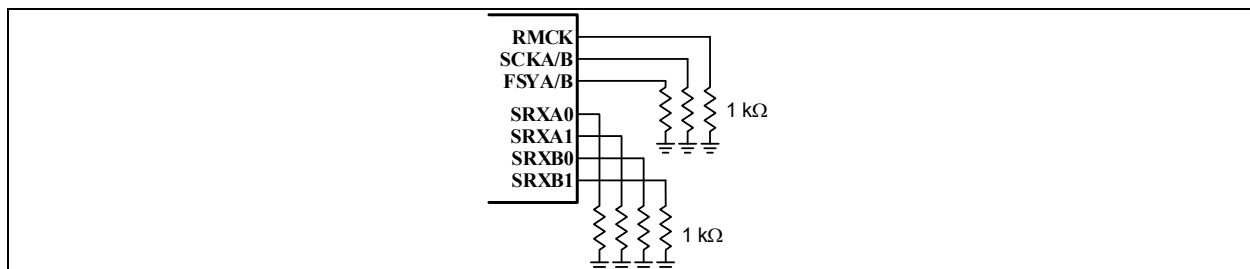 RMCK
SCKA/B
FSYA/B
1 kΩ
SRXA0
SRXA1
SRXB0
SRXB1
1 kΩ